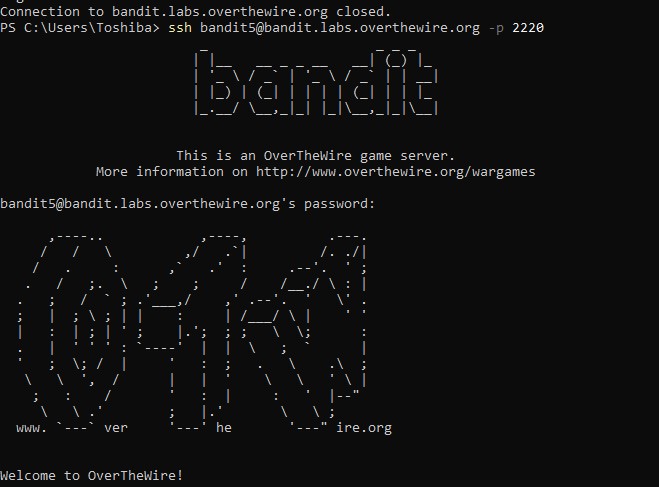 Connection to bandit.labs.overthewire.org closed.
PS C:\Users\Toshiba> ssh bandit5@bandit.labs.overthewire.org -p 2220
bandit
This is an OverTheWire game server.
More information on http://www.overthewire.org/wargames
bandit5@bandit.labs.overthewire.org's password:
www. ver he ire.org
Welcome to OverTheWire!